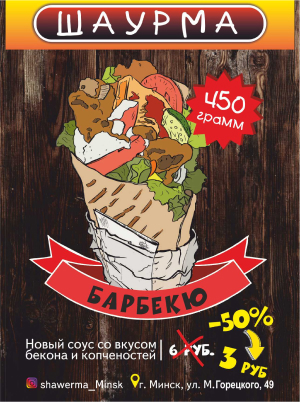 ШАУРМА
450
грамм
БАРБЕКЮ
-50%
Новый соус со вкусом
бекона и копченостей
6 РУБ.
3 РУБ
shawerma_Minsk
г. Минск, ул. М.Горецкого, 49